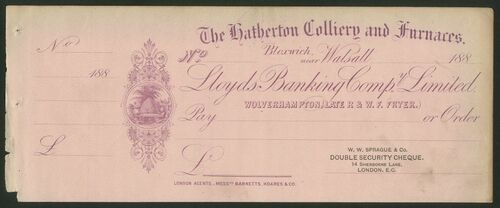 No
188
£
The Hatherton Colliery and Furnaces.
No Bloxwich, near Walsall 188
Lloyds Banking Compy. Limited.
WOLVERHAMPTON, (LATE R & W. F. FRYER.)
Pay or Order
£
W. W. SPRAGUE & Co.
DOUBLE SECURITY CHEQUE.
14 SHERBORNE LANE,
LONDON, E.C.
LONDON AGENTS, MESSRS BARNETTS, HOARES & CO.